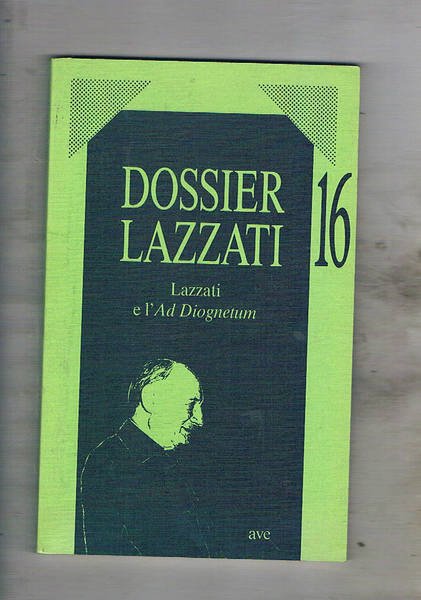 DOSSIER
LAZZATI
16
Lazzati
e l'Ad Diognetum
ave